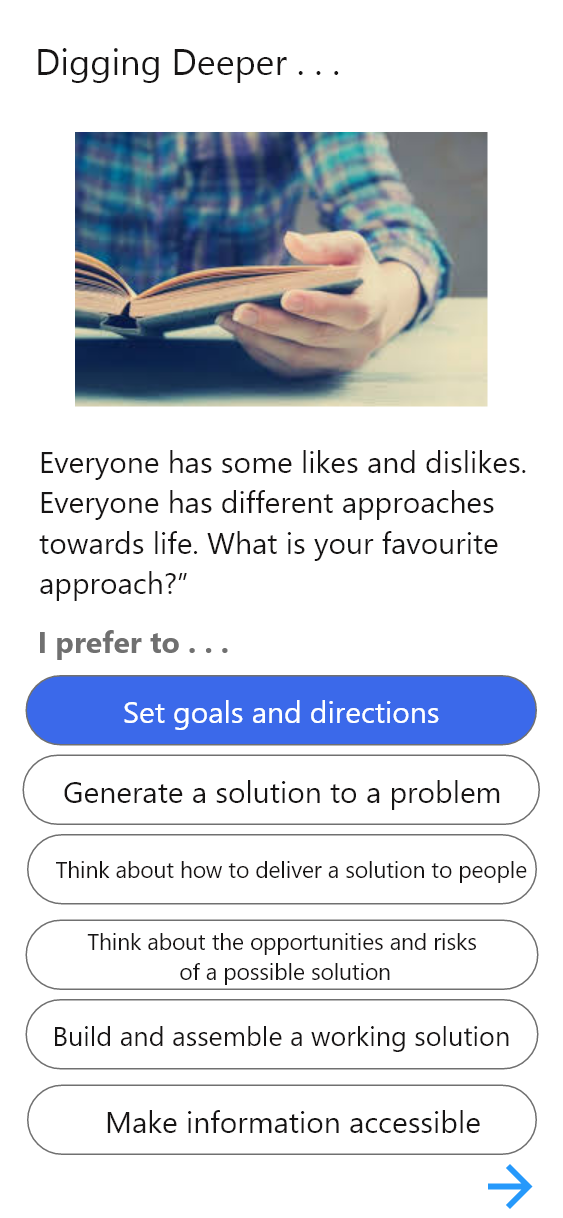 Digging Deeper . . .
Everyone has some likes and dislikes.
Everyone has different approaches
towards life. What is your favourite
approach?”
I prefer to . . .
Set goals and directions
Generate a solution to a problem
Think about how to deliver a solution to people
Think about the opportunities and risks
of a possible solution
Build and assemble a working solution
Make information accessible